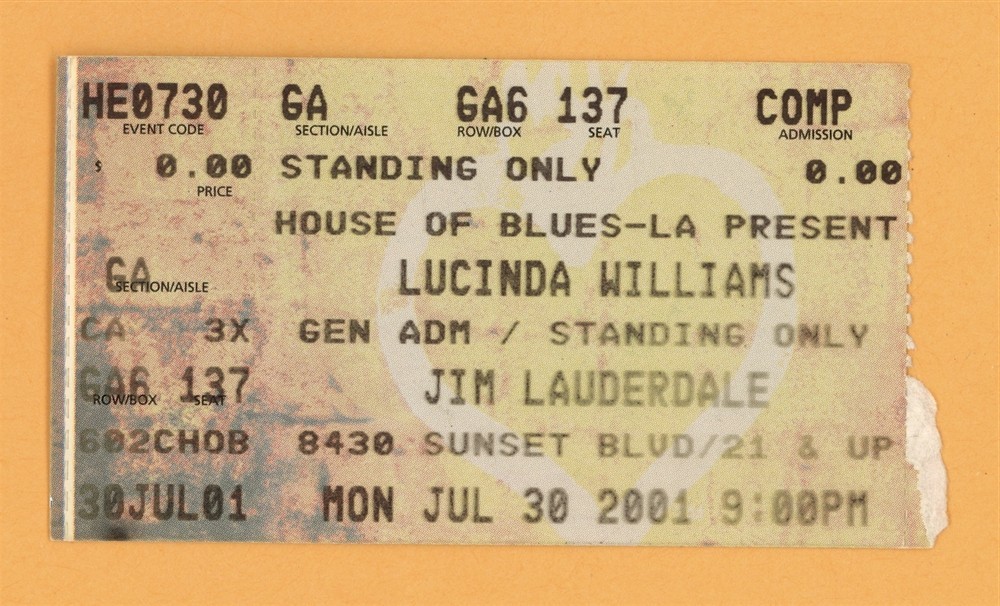 HE0730 GA GA6 137 COMP
EVENT CODE SECTION/AISLE ROW/BOX SEAT ADMISSION
$ 0.00 STANDING ONLY 0.00
PRICE
HOUSE OF BLUES-LA PRESENT
GA LUCINDA WILLIAMS
SECTION/AISLE
CA 3X GEN ADM / STANDING ONLY
GA6 137 JIM LAUDERDALE
ROW/BOX SEAT
602CHOB 8430 SUNSET BLVD/21 & UP
30JUL01 MON JUL 30 2001 9:00PM